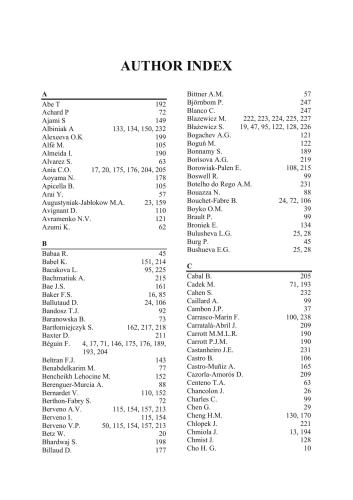 AUTHOR INDEX
A
Abe T 192
Achard P 72
Ajami S 149
Albiniak A 133, 134, 150, 232
Alexeeva O.K 199
Alfè M. 105
Almeida I. 190
Alvarez S. 63
Ania C.O. 17, 20, 175, 176, 204, 205
Aoyama N. 178
Apicella B. 105
Arai Y. 57
Augustyniak-Jabłokow M.A. 23, 159
Avignant D. 110
Avramenko N.V. 121
Azumi K. 62
B
Babaa R. 45
Babeł K. 151, 214
Bacakova L. 95, 225
Bachmatiuk A. 215
Bae J.S. 161
Baker F.S. 16, 85
Ballutaud D. 24, 106
Bandosz T.J. 92
Baranowska B. 73
Bartłomiejczyk S. 162, 217, 218
Baxter D. 211
Béguin F. 4, 17, 71, 146, 175, 176, 189,
193, 204
Beltran F.J. 143
Benabdelkarim M. 77
Bencheikh Lehocine M. 152
Berenguer-Murcia A. 88
Bernardet V. 110, 152
Berthon-Fabry S. 72
Berveno A.V. 115, 154, 157, 213
Berveno I. 115, 154
Berveno V.P. 50, 115, 154, 157, 213
Betz W. 20
Bhardwaj S. 198
Billaud D. 177
Bittner A.M. 57
Björnbom P. 247
Blanco C. 247
Blazewicz M. 222, 223, 224, 225, 227
Błażewicz S. 19, 47, 95, 122, 128, 226
Bogachev A.G. 121
Boguń M. 122
Bonnamy S. 189
Borisova A.G. 219
Borowiak-Palen E. 108, 215
Boswell R. 99
Botelho do Rego A.M. 231
Bouazza N. 88
Bouchet-Fabre B. 24, 72, 106
Boyko O.M. 39
Brault P. 99
Broniek E. 134
Bulusheva L.G. 25, 28
Burg P. 45
Bushueva E.G. 25, 28
C
Cabal B. 205
Cadek M. 71, 193
Cahen S. 232
Caillard A. 99
Cambon J.P. 37
Carrasco-Marín F. 100, 238
Carratalá-Abril J. 209
Carrott M.M.L.R. 190
Carrott P.J.M. 190
Castanheiro J.E. 231
Castro B. 106
Castro-Muñiz A. 165
Cazorla-Amorós D. 209
Centeno T.A. 63
Chancolon J. 26
Charles C. 99
Chen G. 29
Cheng H.M. 130, 170
Chlopek J. 221
Chmiola J. 13, 194
Chmist J. 128
Cho H. G. 10